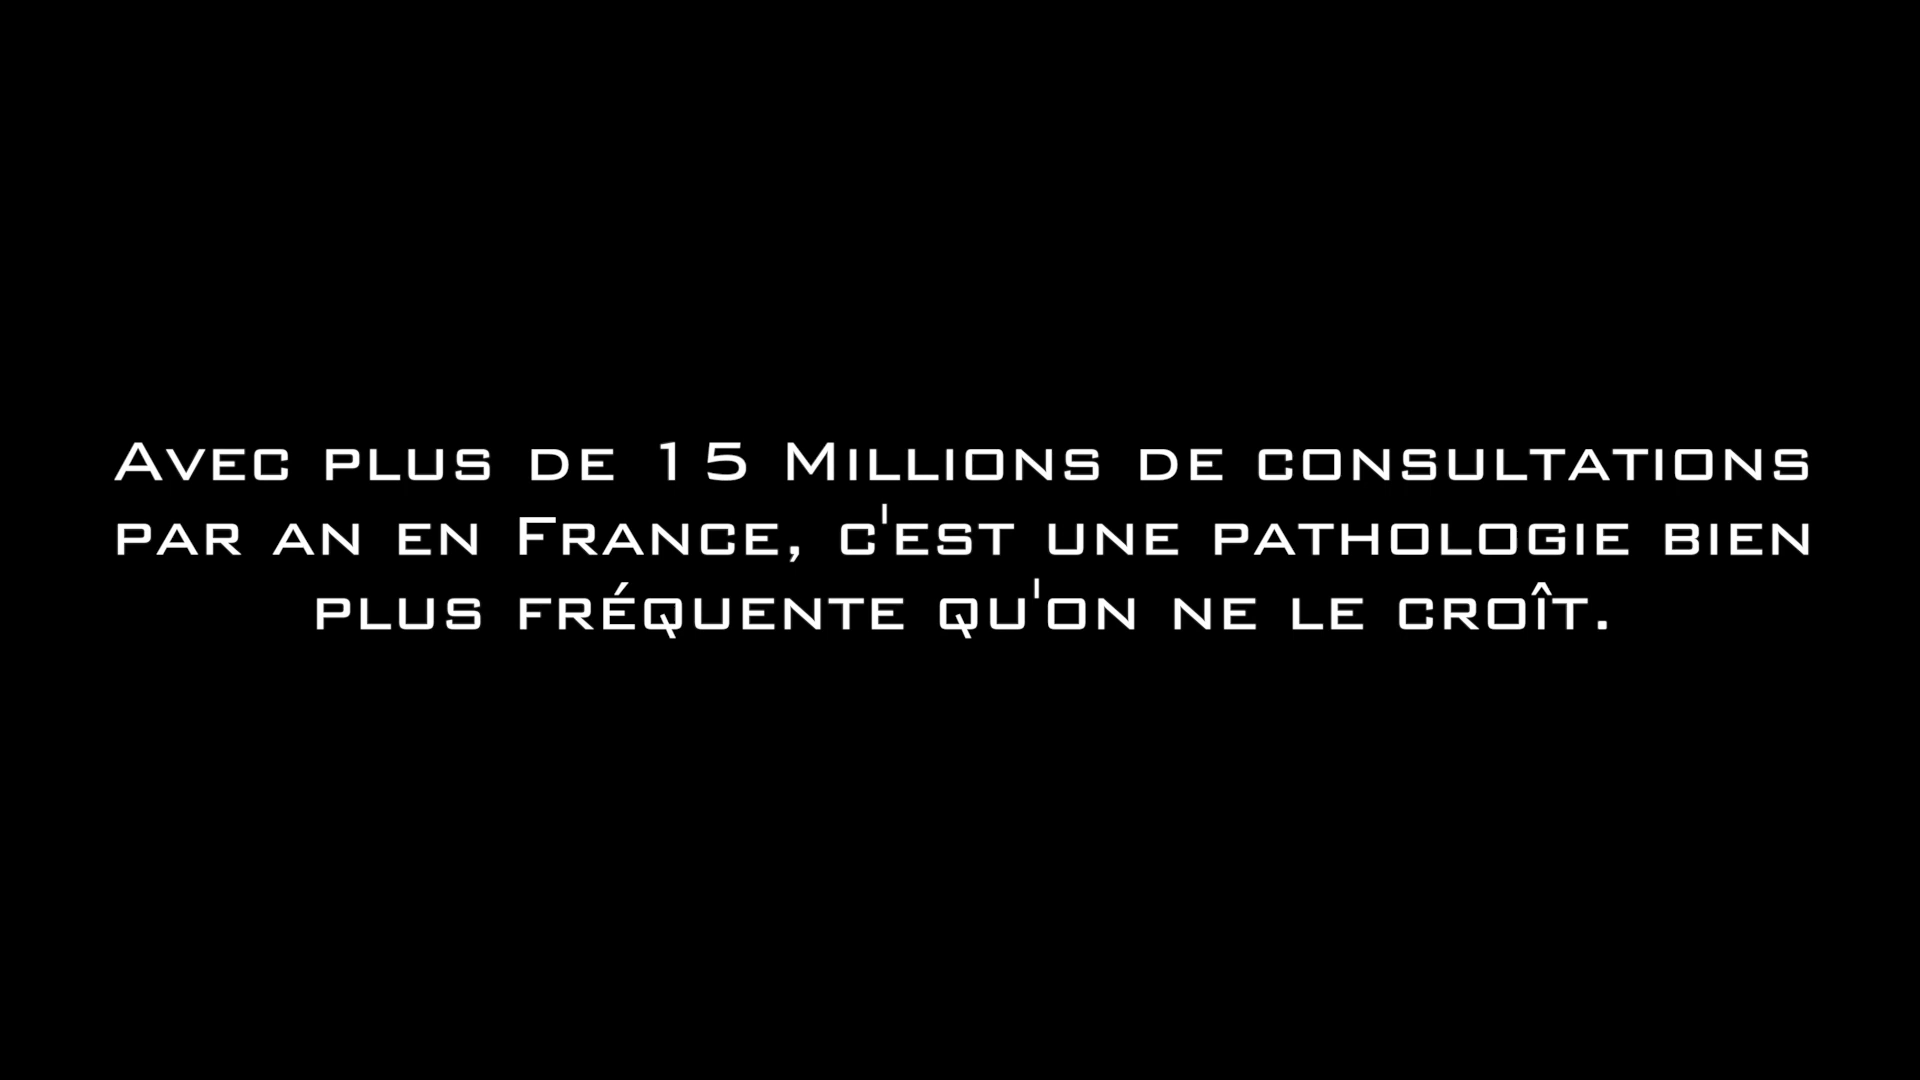 Avec plus de 15 Millions de consultations
par an en France, c'est une pathologie bien
plus fréquente qu'on ne le croît.